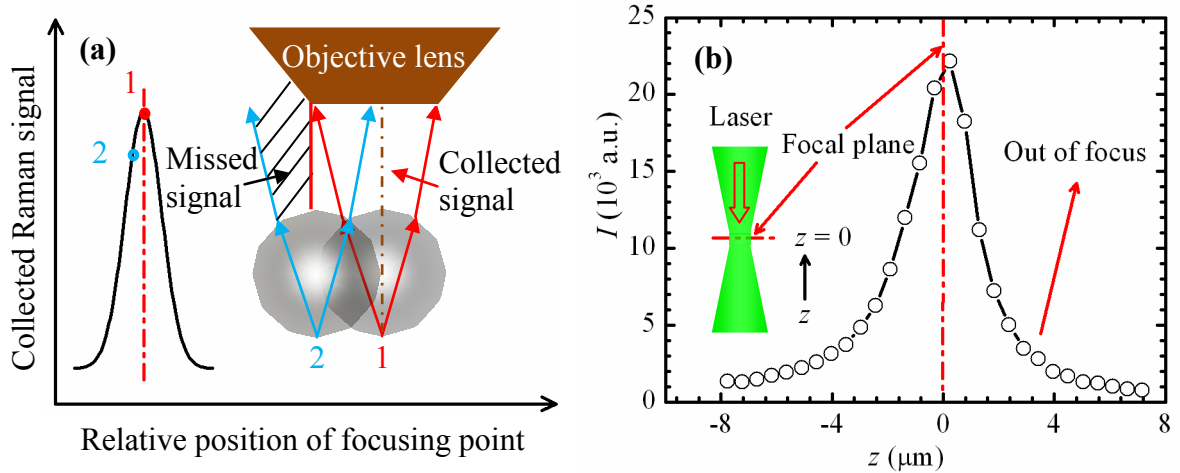 (a)
Objective lens
1
2
Missed
signal
Collected
signal
2
1
Collected Raman signal
Relative position of focusing point
(b)
Laser
Focal plane
Out of focus
z = 0
z
I (10³ a.u.)
25
20
15
10
5
0
-8
-4
0
4
8
z (μm)